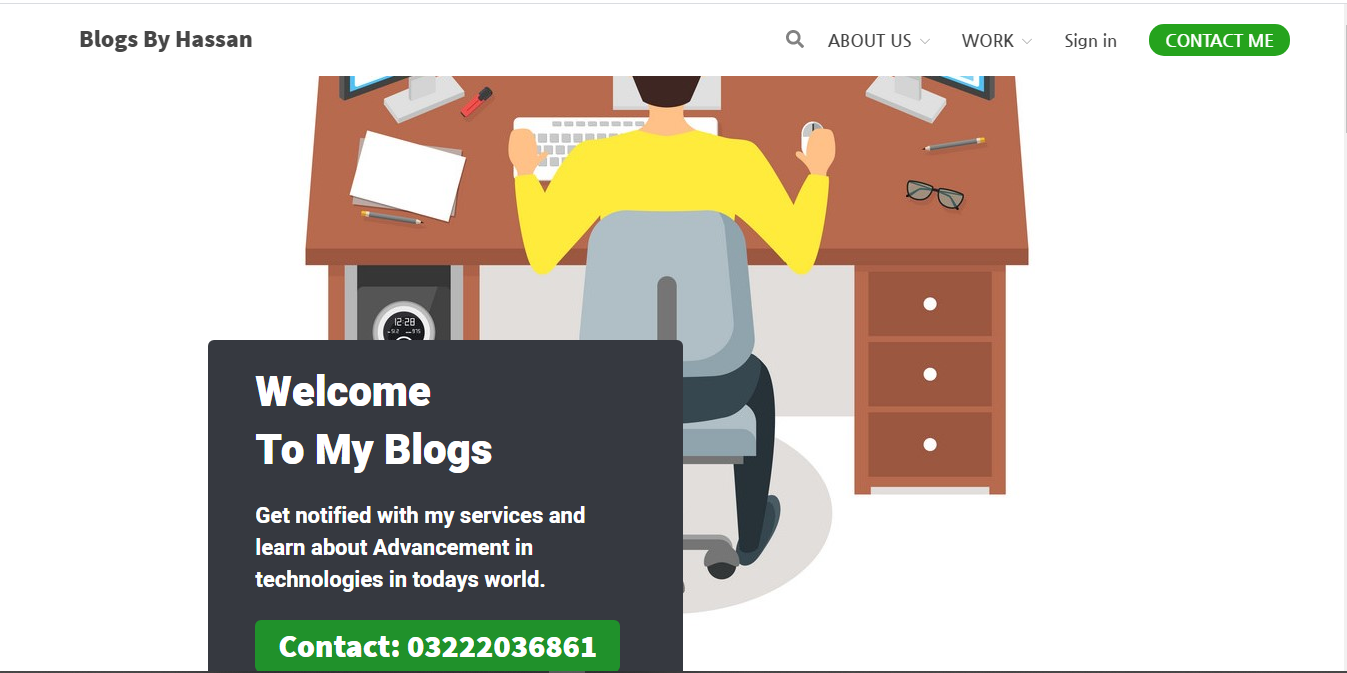 Blogs By Hassan
ABOUT US
WORK
Sign in
CONTACT ME
12:28
Welcome
To My Blogs
Get notified with my services and
learn about Advancement in
technologies in todays world.
Contact: 03222036861